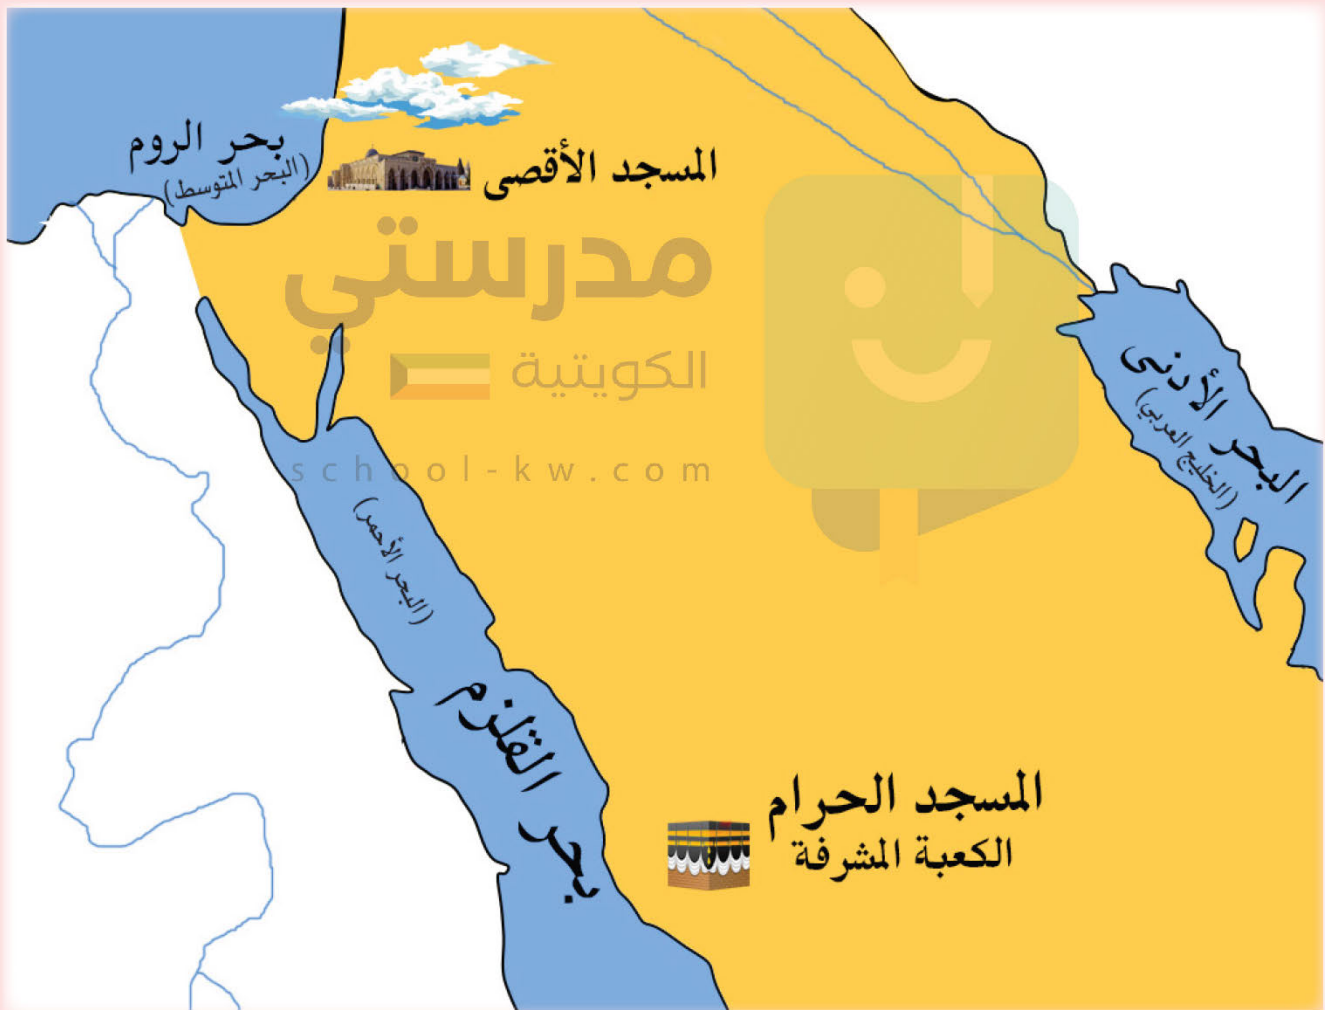 بحر الروم
(البحر المتوسط)
المسجد الأقصى
مدرستي
الكويتية
school-kw.com
البحر الأدنى
(الخليج العربي)
(البحر الأحمر)
بحر القلزم
المسجد الحرام
الكعبة المشرفة